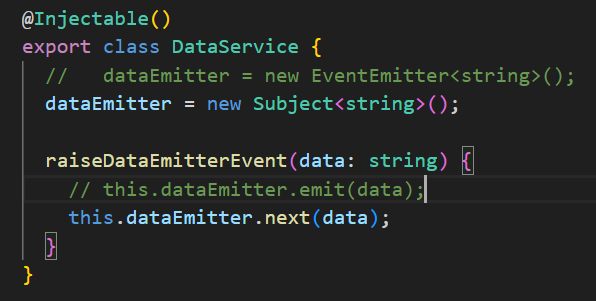 @Injectable()
export class DataService {
  //   dataEmitter = new EventEmitter<string>();
  dataEmitter = new Subject<string>();

  raiseDataEmitterEvent(data: string) {
    // this.dataEmitter.emit(data);
    this.dataEmitter.next(data);
  }
}